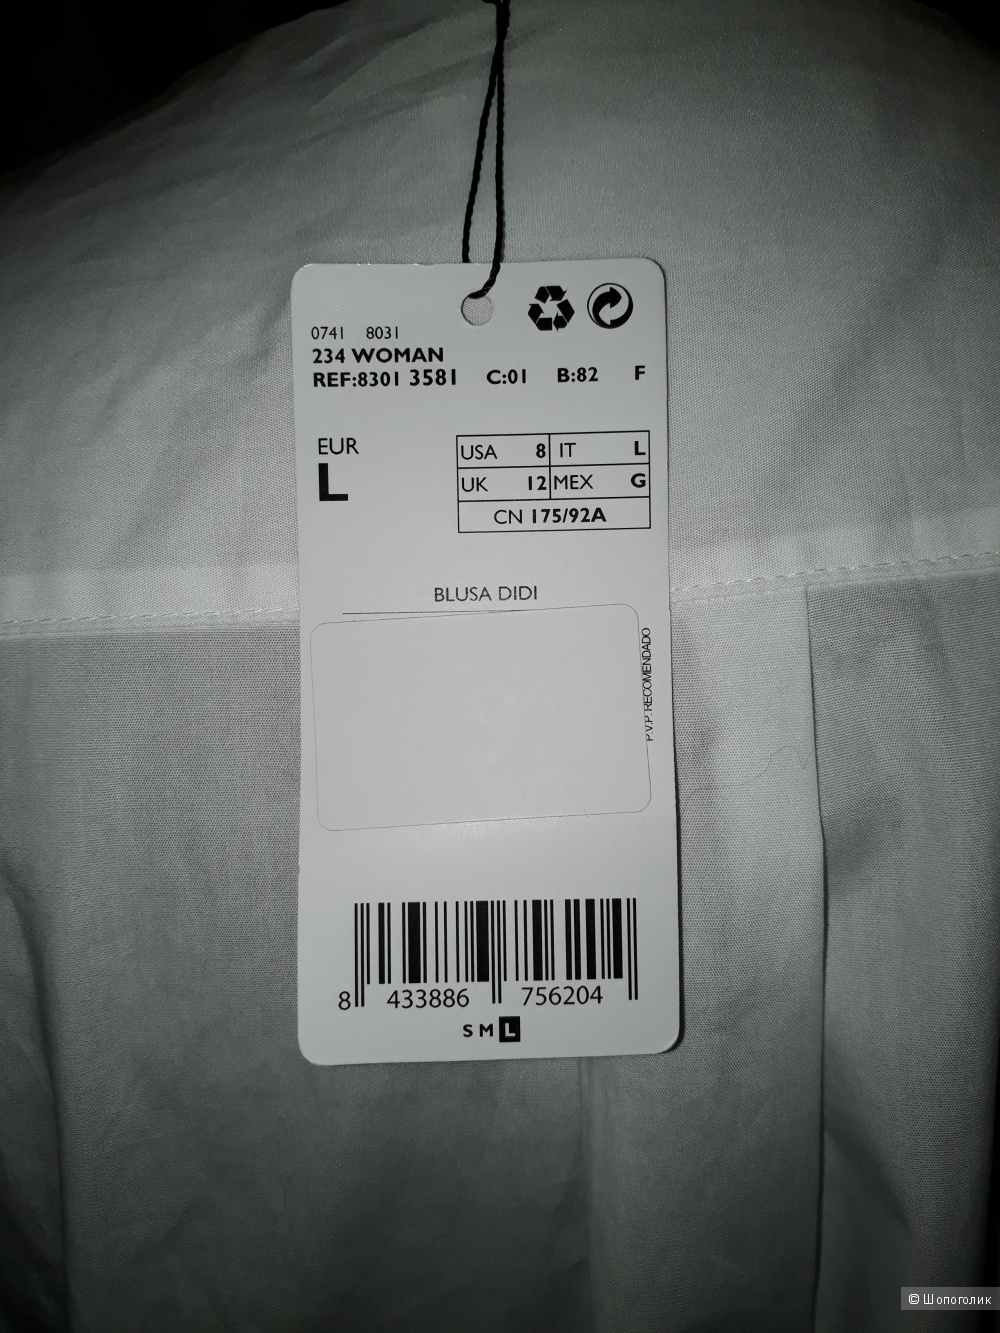 0741 8031
234 WOMAN
REF:8301 3581 C:01 B:82 F
EUR
L
USA 8 IT L
UK 12 MEX G
CN 175/92A
BLUSA DIDI
P.V.P. RECOMENDADO
8 433886 756204
S M L
© Шопоголик